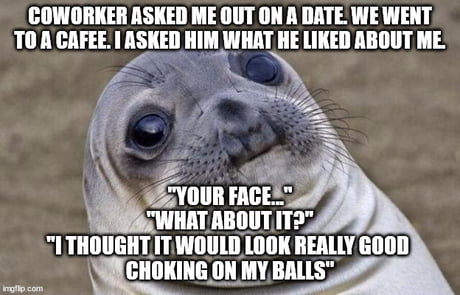 COWORKER ASKED ME OUT ON A DATE. WE WENT
TO A CAFEE. I ASKED HIM WHAT HE LIKED ABOUT ME.
"YOUR FACE..."
"WHAT ABOUT IT?"
"I THOUGHT IT WOULD LOOK REALLY GOOD
CHOKING ON MY BALLS"
imgflip.com